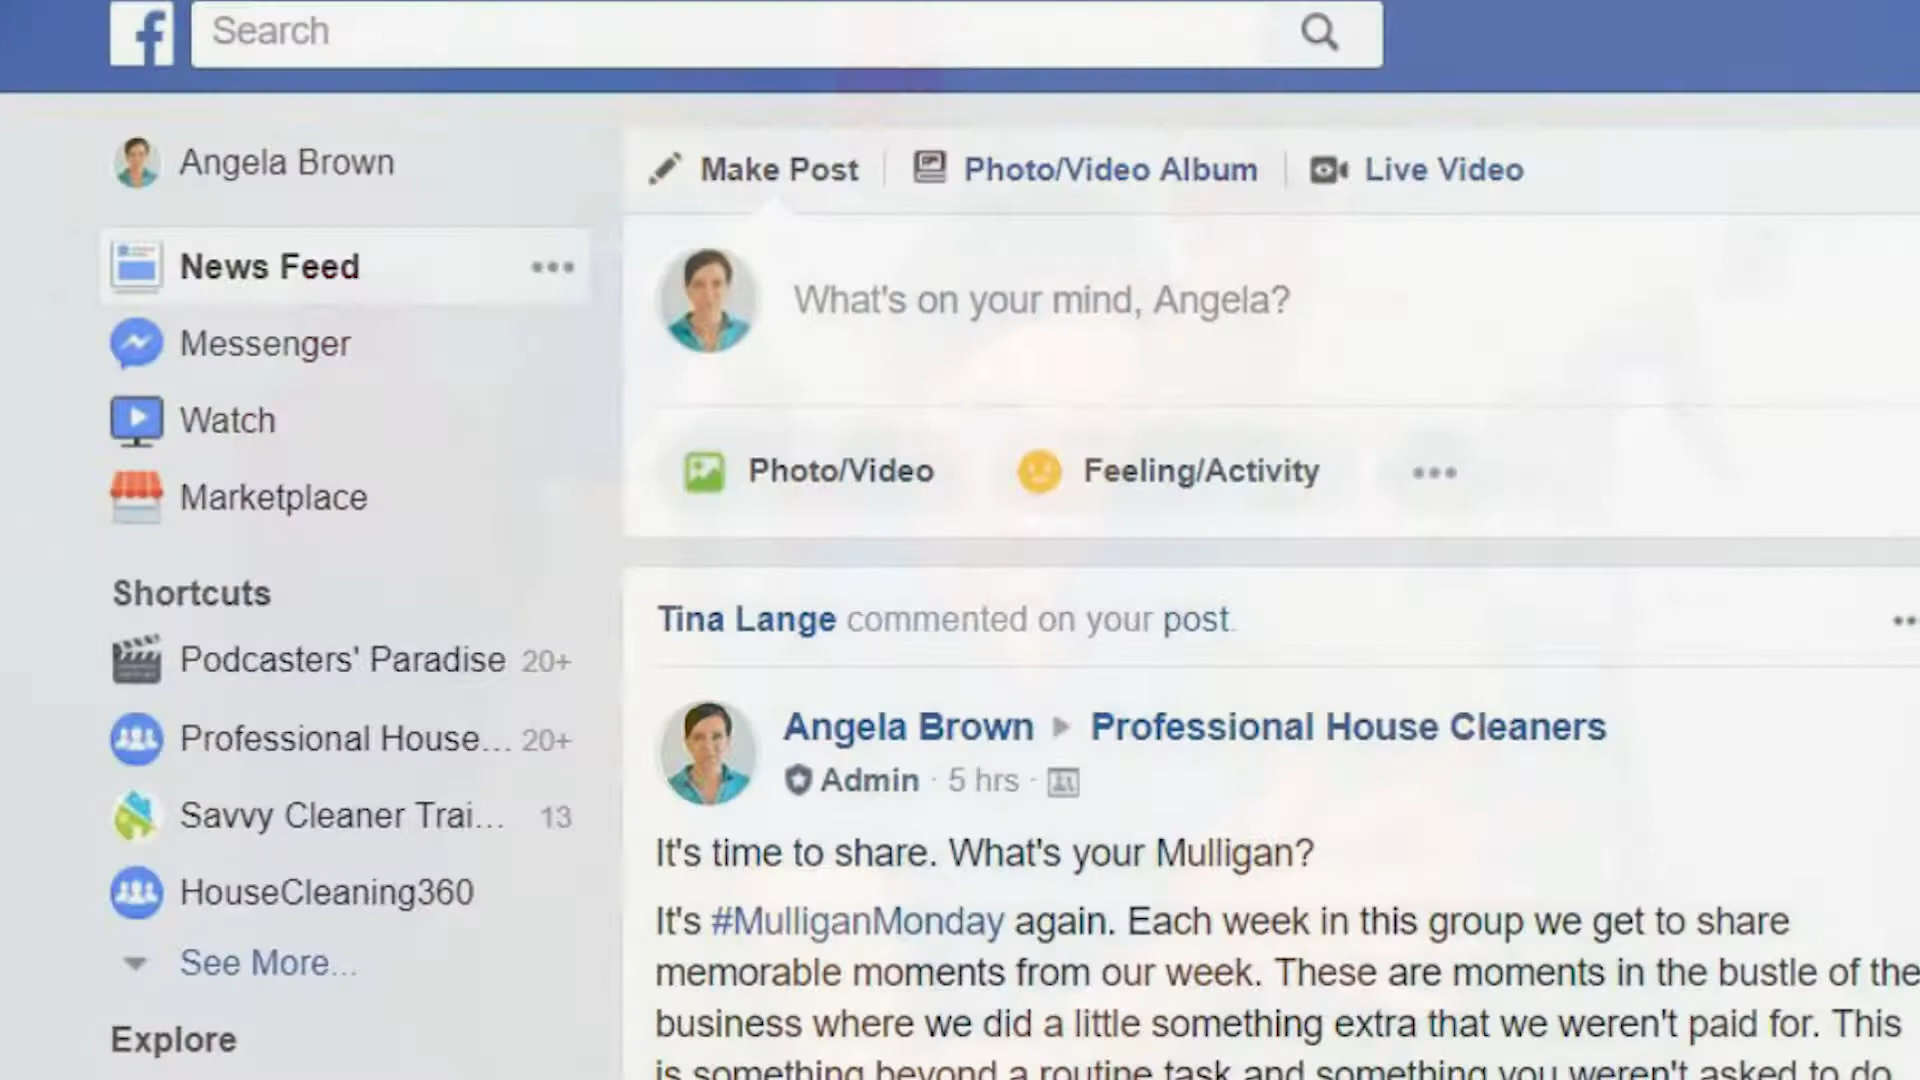 Search
Angela Brown
News Feed
Messenger
Watch
Marketplace
Shortcuts
Podcasters' Paradise 20+
Professional House... 20+
Savvy Cleaner Trai... 13
HouseCleaning360
See More...
Explore
Make Post
Photo/Video Album
Live Video
What's on your mind, Angela?
Photo/Video
Feeling/Activity
Tina Lange commented on your post.
Angela Brown ▸ Professional House Cleaners
Admin · 5 hrs ·
It's time to share. What's your Mulligan?
It's #MulliganMonday again. Each week in this group we get to share
memorable moments from our week. These are moments in the bustle of the
business where we did a little something extra that we weren't paid for. This
is something beyond a routine task and something you weren't asked to do.